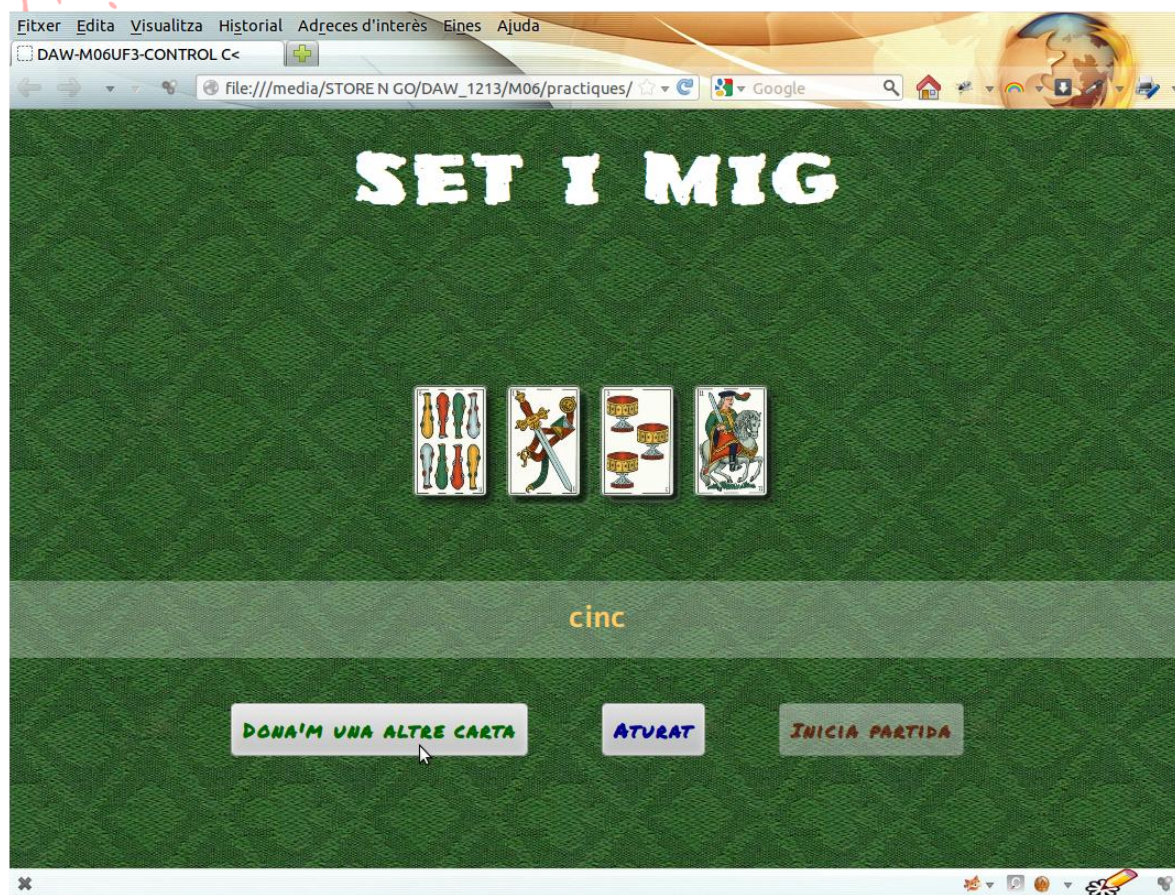 Fitxer Edita Visualitza Historial Adreces d'interès Eines Ajuda
DAW-M06UF3-CONTROL C<
file:///media/STORE N GO/DAW_1213/M06/practiques/ Google
SET I MIG
cinc
DONA'M UNA ALTRE CARTA ATURAT INICIA PARTIDA